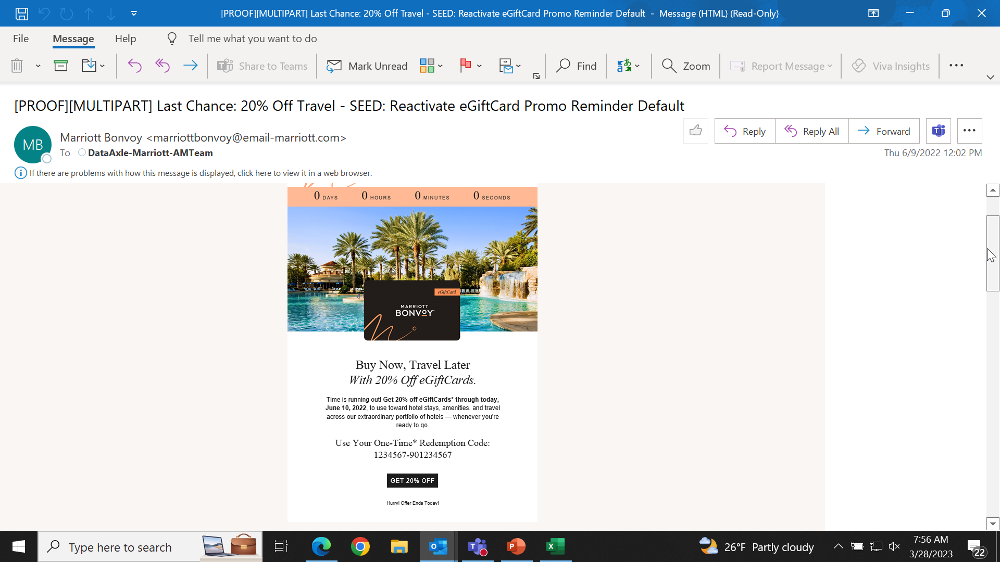 [PROOF][MULTIPART] Last Chance: 20% Off Travel - SEED: Reactivate eGiftCard Promo Reminder Default - Message (HTML) (Read-Only)
File Message Help Tell me what you want to do
Share to Teams Mark Unread Find Zoom Report Message Viva Insights
[PROOF][MULTIPART] Last Chance: 20% Off Travel - SEED: Reactivate eGiftCard Promo Reminder Default
Reply Reply All Forward
MB
Marriott Bonvoy <marriottbonvoy@email-marriott.com>
To DataAxle-Marriott-AMTeam
Thu 6/9/2022 12:02 PM
If there are problems with how this message is displayed, click here to view it in a web browser.
0 DAYS 0 HOURS 0 MINUTES 0 SECONDS
eGiftCard
MARRIOTT
BONVOY
Buy Now, Travel Later
With 20% Off eGiftCards.
Time is running out! Get 20% off eGiftCards* through today,
June 10, 2022, to use toward hotel stays, amenities, and travel
across our extraordinary portfolio of hotels — whenever you're
ready to go.
Use Your One-Time* Redemption Code:
1234567-901234567
GET 20% OFF
Hurry! Offer Ends Today!
Type here to search
26°F Partly cloudy
7:56 AM
3/28/2023
22